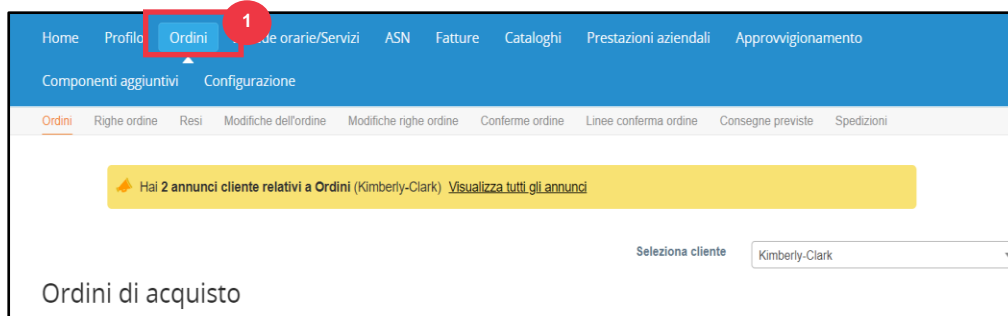 1
Home Profilo Ordini de orarie/Servizi ASN Fatture Cataloghi Prestazioni aziendali Approvvigionamento
Componenti aggiuntivi Configurazione
Ordini Righe ordine Resi Modifiche dell'ordine Modifiche righe ordine Conferme ordine Linee conferma ordine Consegne previste Spedizioni
Hai 2 annunci cliente relativi a Ordini (Kimberly-Clark) Visualizza tutti gli annunci
Seleziona cliente Kimberly-Clark
Ordini di acquisto